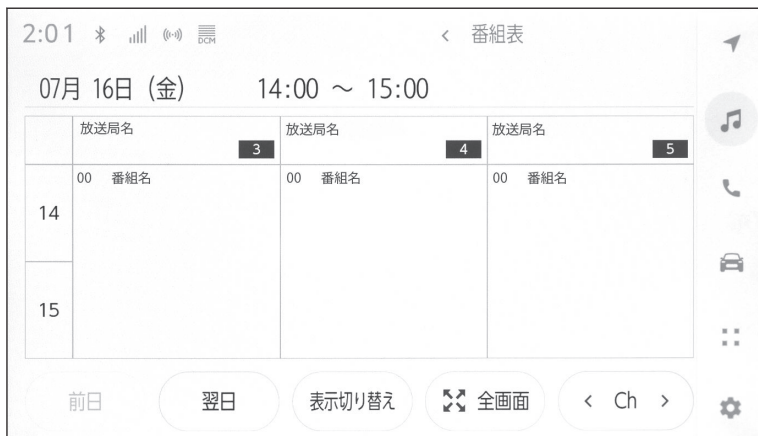 2:01 DCM < 番組表
07月 16日 (金) 14:00 ～ 15:00
放送局名 3 放送局名 4 放送局名 5
00 番組名 00 番組名 00 番組名
14
15
前日 翌日 表示切り替え 全画面 < Ch >